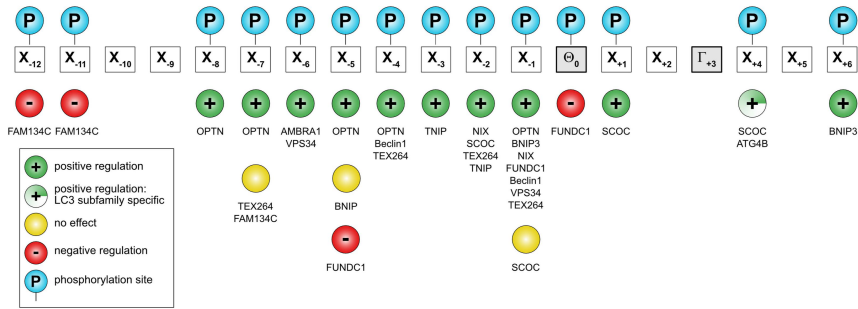 P P P P P P P P P P P P P P P
X-12 X-11 X-10 X-9 X-8 X-7 X-6 X-5 X-4 X-3 X-2 X-1 Θ0 X+1 X+2 Γ+3 X+4 X+5 X+6
- - + + + + + + + + - + + +
FAM134C FAM134C OPTN OPTN AMBRA1 OPTN OPTN TNIP NIX OPTN FUNDC1 SCOC SCOC BNIP3
VPS34 Beclin1 SCOC BNIP3 ATG4B
TEX264 TEX264 NIX
TNIP FUNDC1
Beclin1
VPS34
TEX264
TEX264 BNIP
FAM134C
-
FUNDC1 SCOC
+ positive regulation
+ positive regulation:
LC3 subfamily specific
no effect
- negative regulation
P phosphorylation site